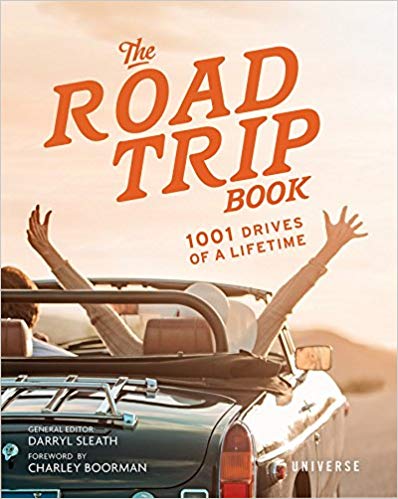 The
ROAD
TRIP
BOOK
1001 DRIVES
OF A LIFETIME
GENERAL EDITOR
DARRYL SLEATH
FOREWORD BY
CHARLEY BOORMAN
UNIVERSE